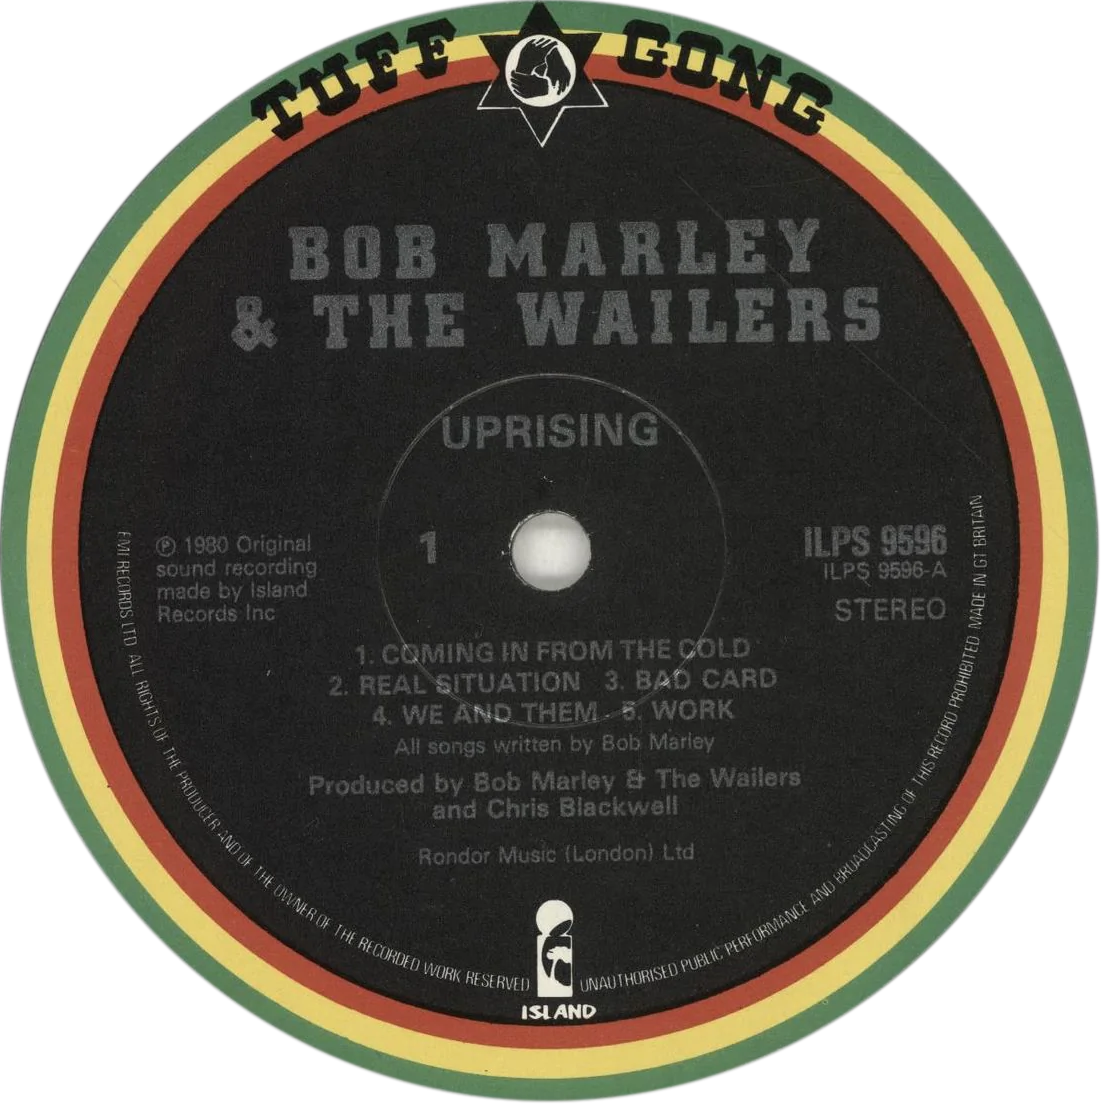 TUFF GONG
BOB MARLEY
& THE WAILERS
UPRISING
1
℗ 1980 Original
sound recording
made by Island
Records Inc
ILPS 9596
ILPS 9596-A
STEREO
1. COMING IN FROM THE COLD
2. REAL SITUATION 3. BAD CARD
4. WE AND THEM 5. WORK
All songs written by Bob Marley
Produced by Bob Marley & The Wailers
and Chris Blackwell
Rondor Music (London) Ltd
EMI RECORDS LTD ALL RIGHTS OF THE PRODUCER AND OF THE OWNER OF THE RECORDED WORK RESERVED UNAUTHORISED PUBLIC PERFORMANCE AND BROADCASTING OF THIS RECORD PROHIBITED MADE IN GT BRITAIN
ISLAND